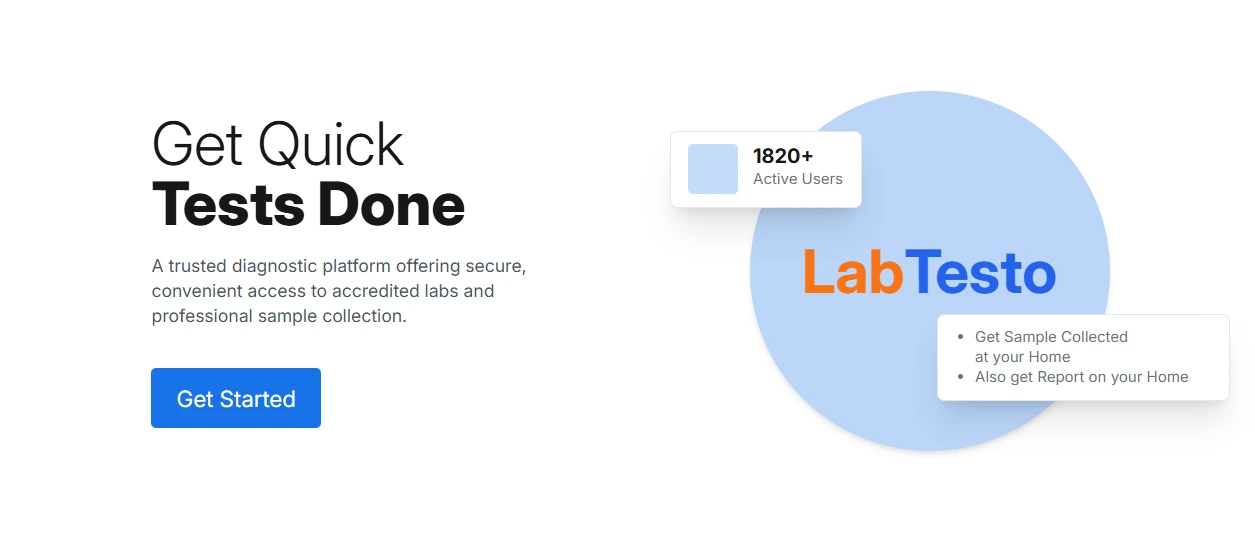 Get Quick
Tests Done
A trusted diagnostic platform offering secure,
convenient access to accredited labs and
professional sample collection.
Get Started
1820+
Active Users
LabTesto
• Get Sample Collected
at your Home
• Also get Report on your Home